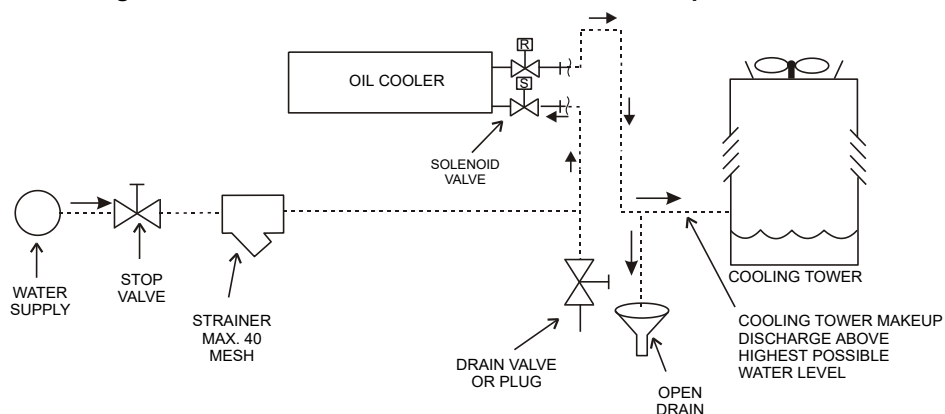 R
OIL COOLER
S
SOLENOID
VALVE
WATER
SUPPLY
STOP
VALVE
STRAINER
MAX. 40
MESH
DRAIN VALVE
OR PLUG
OPEN
DRAIN
COOLING TOWER
COOLING TOWER MAKEUP
DISCHARGE ABOVE
HIGHEST POSSIBLE
WATER LEVEL